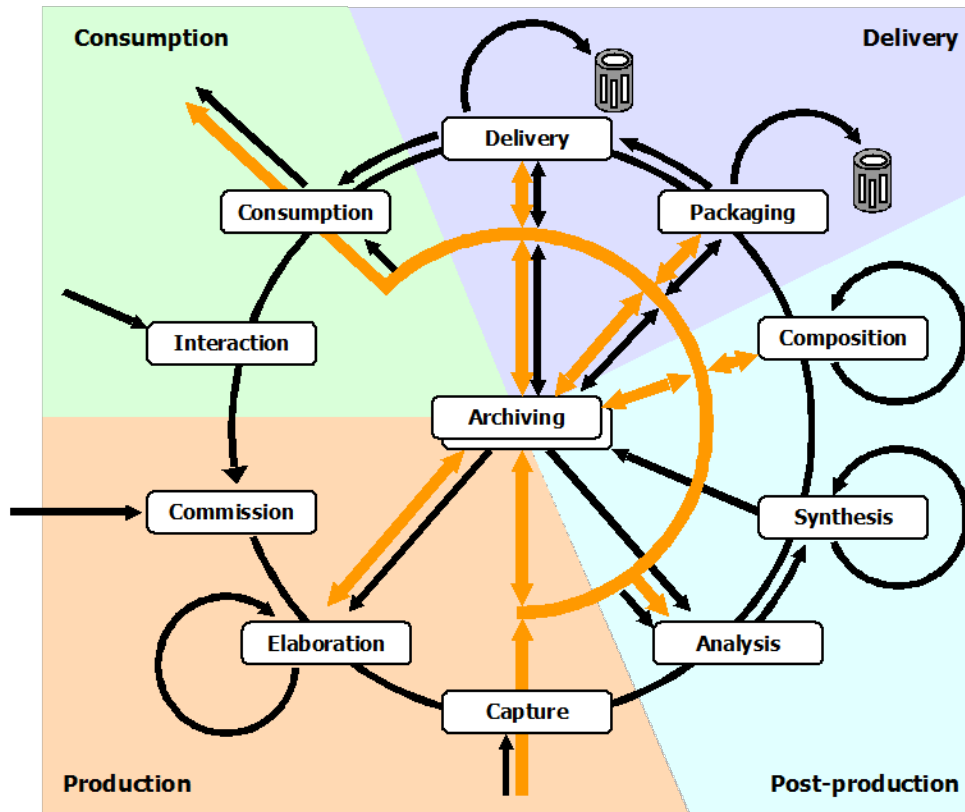 Consumption
Delivery
Delivery
Consumption
Packaging
Interaction
Composition
Archiving
Commission
Synthesis
Elaboration
Analysis
Capture
Production
Post-production